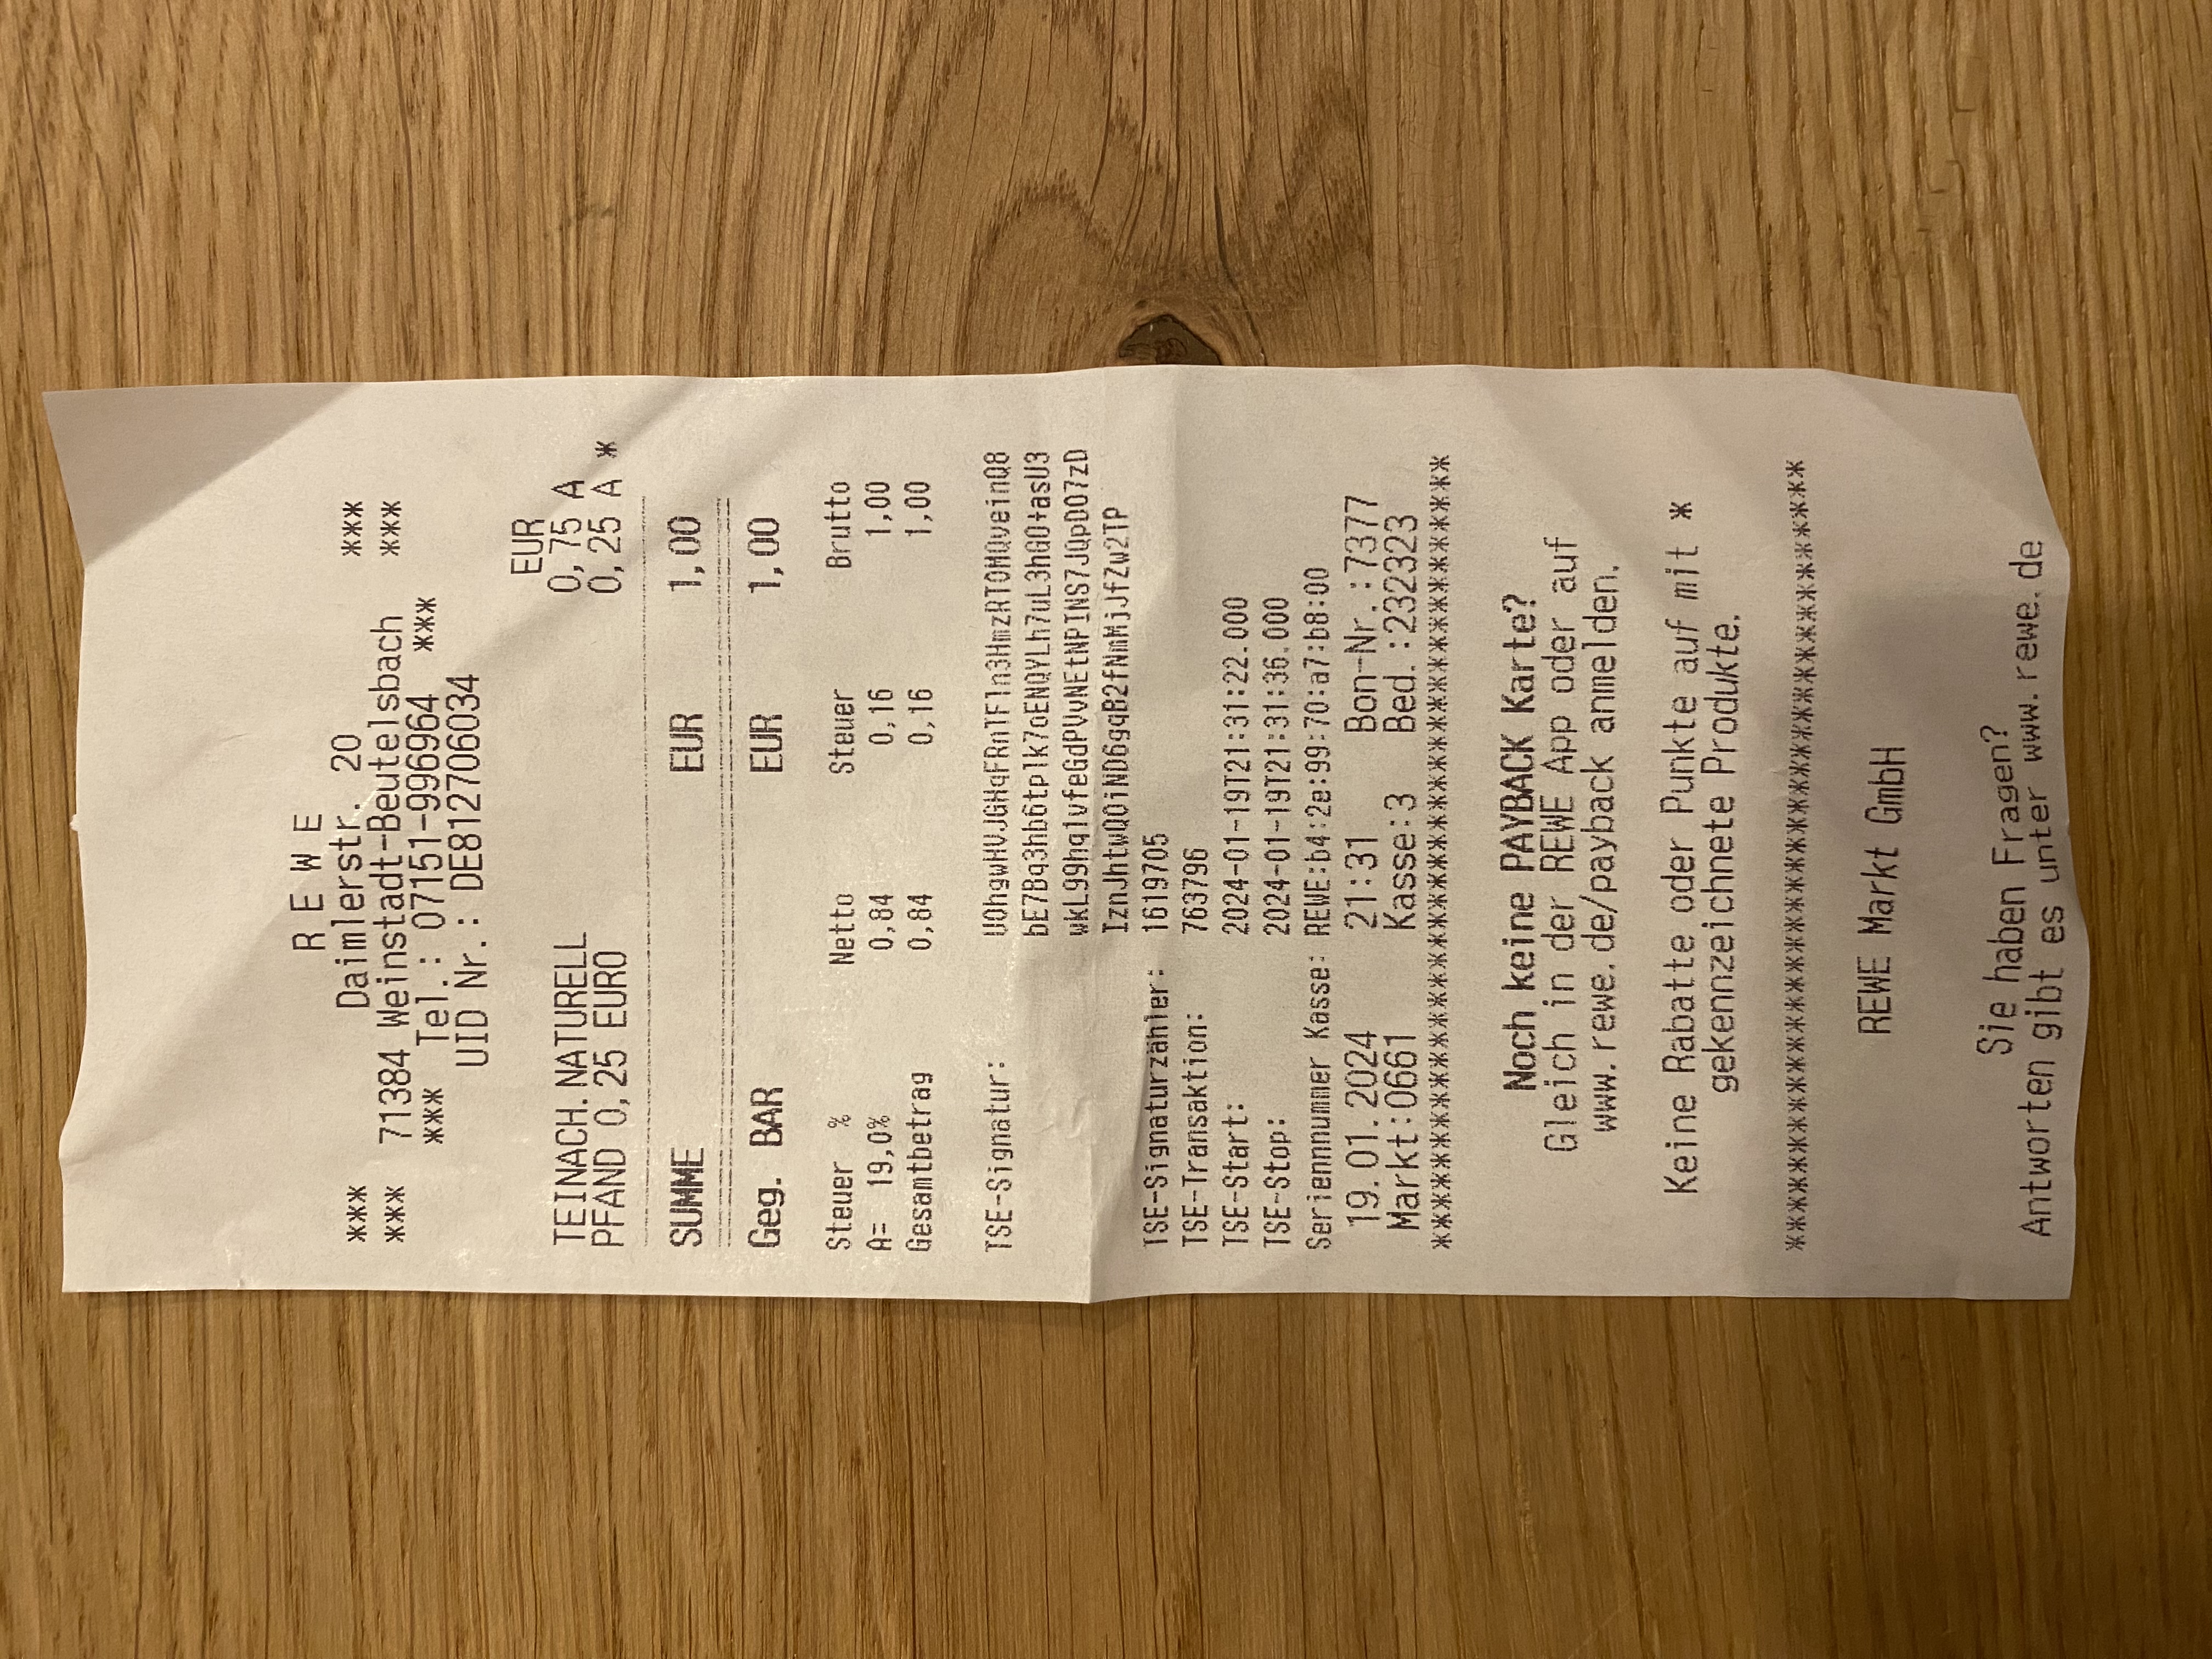 R E W E
*** Daimlerstr. 20 ***
*** 71384 Weinstadt-Beutelsbach ***
*** Tel.: 07151-996964 ***
UID Nr.: DE812706034
EUR
TEINACH.NATURELL 0,75 A
PFAND 0,25 EURO 0,25 A *
SUMME EUR 1,00
Geg. BAR EUR 1,00
Steuer % Netto Steuer Brutto
A= 19,0% 0,84 0,16 1,00
Gesamtbetrag 0,84 0,16 1,00
TSE-Signatur:
TSE-Signaturzähler: 1619705
TSE-Transaktion: 763796
TSE-Start: 2024-01-19T21:31:22.000
TSE-Stop: 2024-01-19T21:31:36.000
Seriennnummer Kasse: REWE:b4:2e:99:70:a7:b8:00
19.01.2024 21:31 Bon-Nr.:7377
Markt:0661 Kasse:3 Bed.:232323
****************************************
Noch keine PAYBACK Karte?
Gleich in der REWE App oder auf
www.rewe.de/payback anmelden.
Keine Rabatte oder Punkte auf mit *
gekennzeichnete Produkte.
****************************************
REWE Markt GmbH
Sie haben Fragen?
Antworten gibt es unter www.rewe.de